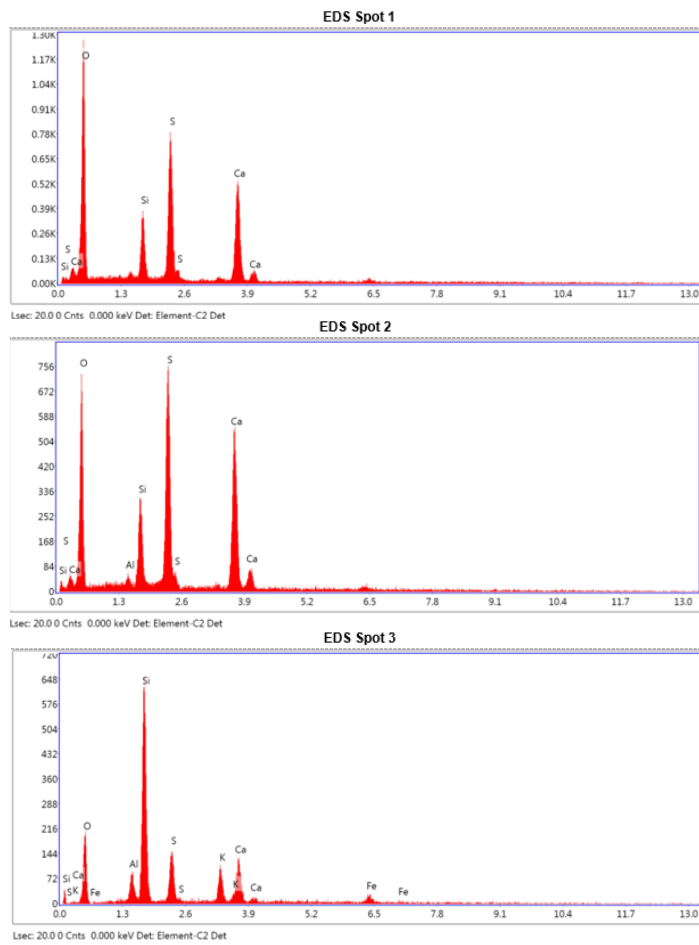 EDS Spot 1
1.30K
O
1.17K
1.04K
0.91K
0.78K
S
0.65K
0.52K
Ca
0.39K
Si
0.26K
S
S
0.13K
Si Ca
Ca
0.00K
0.0 1.3 2.6 3.9 5.2 6.5 7.8 9.1 10.4 11.7 13.0
Lsec: 20.0 0 Cnts 0.000 keV Det: Element-C2 Det
EDS Spot 2
756
O S
672
588
Ca
504
420
336
Si
252
168
S
84
Si Ca Al S Ca
0
0.0 1.3 2.6 3.9 5.2 6.5 7.8 9.1 10.4 11.7 13.0
Lsec: 20.0 0 Cnts 0.000 keV Det: Element-C2 Det
EDS Spot 3
720
648
Si
576
504
432
360
288
216
O
144
S Ca
Al K
72
Si Ca
S K Fe S K Ca Fe Fe
0
0.0 1.3 2.6 3.9 5.2 6.5 7.8 9.1 10.4 11.7 13.0
Lsec: 20.0 0 Cnts 0.000 keV Det: Element-C2 Det